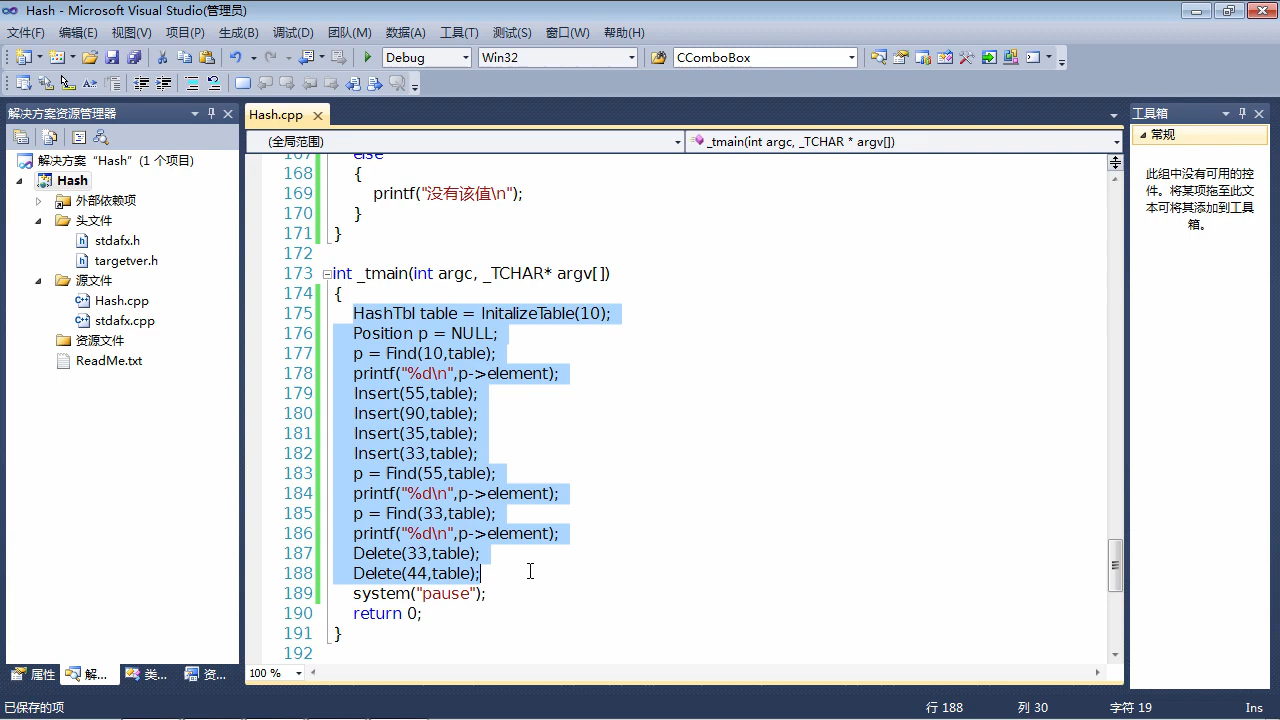 Hash - Microsoft Visual Studio(管理员)
文件(F) 编辑(E) 视图(V) 项目(P) 生成(B) 调试(D) 团队(M) 数据(A) 工具(T) 测试(S) 窗口(W) 帮助(H)
Debug Win32 CComboBox
解决方案资源管理器
解决方案 “Hash” (1 个项目)
Hash
外部依赖项
头文件
stdafx.h
targetver.h
源文件
Hash.cpp
stdafx.cpp
资源文件
ReadMe.txt
属性 解... 类... 资...
Hash.cpp
(全局范围) _tmain(int argc, _TCHAR * argv[])
167 else
168 {
169 printf("没有该值\n");
170 }
171 }
172
173 int _tmain(int argc, _TCHAR* argv[])
174 {
175 HashTbl table = InitalizeTable(10);
176 Position p = NULL;
177 p = Find(10,table);
178 printf("%d\n",p->element);
179 Insert(55,table);
180 Insert(90,table);
181 Insert(35,table);
182 Insert(33,table);
183 p = Find(55,table);
184 printf("%d\n",p->element);
185 p = Find(33,table);
186 printf("%d\n",p->element);
187 Delete(33,table);
188 Delete(44,table);
189 system("pause");
190 return 0;
191 }
192
100 %
工具箱
常规
此组中没有可用的控
件。将某项拖至此文
本可将其添加到工具
箱。
已保存的项 行 188 列 30 字符 19 Ins